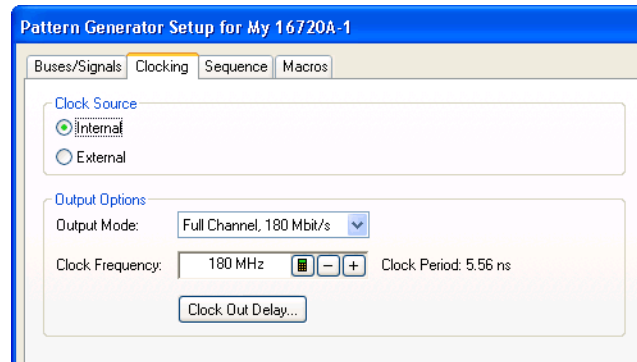 Pattern Generator Setup for My 16720A-1
Buses/Signals Clocking Sequence Macros
Clock Source
Internal
External
Output Options
Output Mode: Full Channel, 180 Mbit/s
Clock Frequency: 180 MHz − + Clock Period: 5.56 ns
Clock Out Delay...